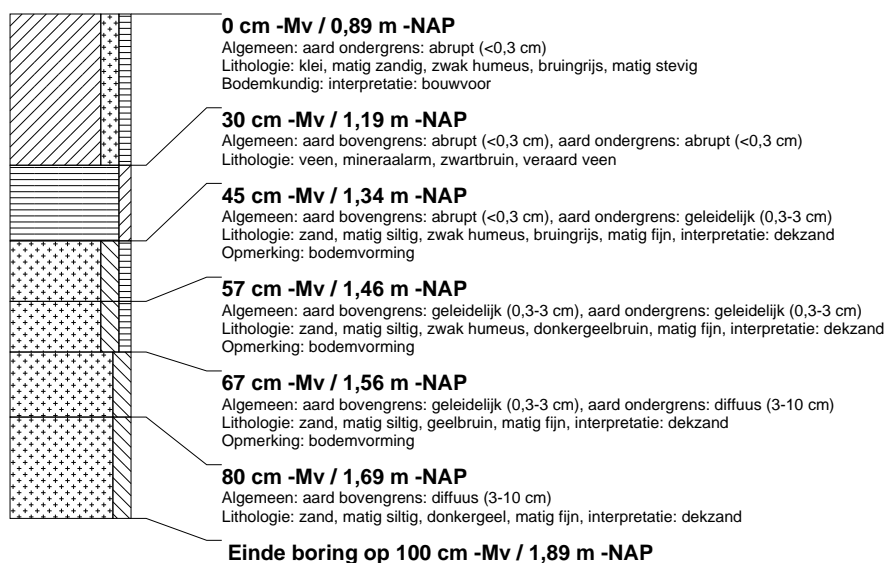 0 cm -Mv / 0,89 m -NAP
Algemeen: aard ondergrens: abrupt (<0,3 cm)
Lithologie: klei, matig zandig, zwak humeus, bruingrijs, matig stevig
Bodemkundig: interpretatie: bouwvoor
30 cm -Mv / 1,19 m -NAP
Algemeen: aard bovengrens: abrupt (<0,3 cm), aard ondergrens: abrupt (<0,3 cm)
Lithologie: veen, mineraalarm, zwartbruin, veraard veen
45 cm -Mv / 1,34 m -NAP
Algemeen: aard bovengrens: abrupt (<0,3 cm), aard ondergrens: geleidelijk (0,3-3 cm)
Lithologie: zand, matig siltig, zwak humeus, bruingrijs, matig fijn, interpretatie: dekzand
Opmerking: bodemvorming
57 cm -Mv / 1,46 m -NAP
Algemeen: aard bovengrens: geleidelijk (0,3-3 cm), aard ondergrens: geleidelijk (0,3-3 cm)
Lithologie: zand, matig siltig, zwak humeus, donkergeelbruin, matig fijn, interpretatie: dekzand
Opmerking: bodemvorming
67 cm -Mv / 1,56 m -NAP
Algemeen: aard bovengrens: geleidelijk (0,3-3 cm), aard ondergrens: diffuus (3-10 cm)
Lithologie: zand, matig siltig, geelbruin, matig fijn, interpretatie: dekzand
Opmerking: bodemvorming
80 cm -Mv / 1,69 m -NAP
Algemeen: aard bovengrens: diffuus (3-10 cm)
Lithologie: zand, matig siltig, donkergeel, matig fijn, interpretatie: dekzand
Einde boring op 100 cm -Mv / 1,89 m -NAP